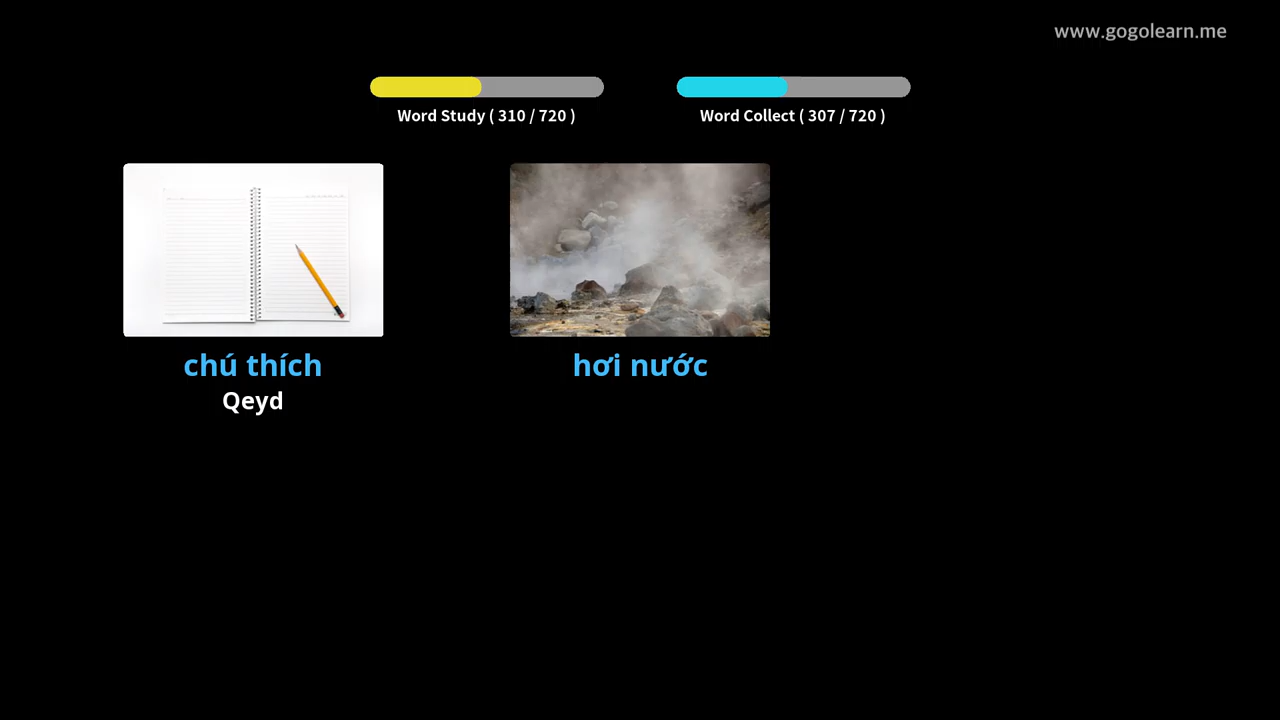 www.gogolearn.me
Word Study ( 310 / 720 )
Word Collect ( 307 / 720 )
chú thích
Qeyd
hơi nước